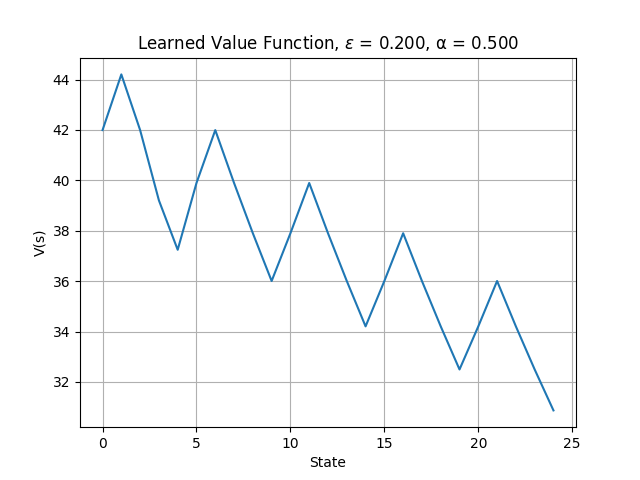 Learned Value Function, ε = 0.200, α = 0.500
44
42
40
38
36
34
32
V(s)
0 5 10 15 20 25
State